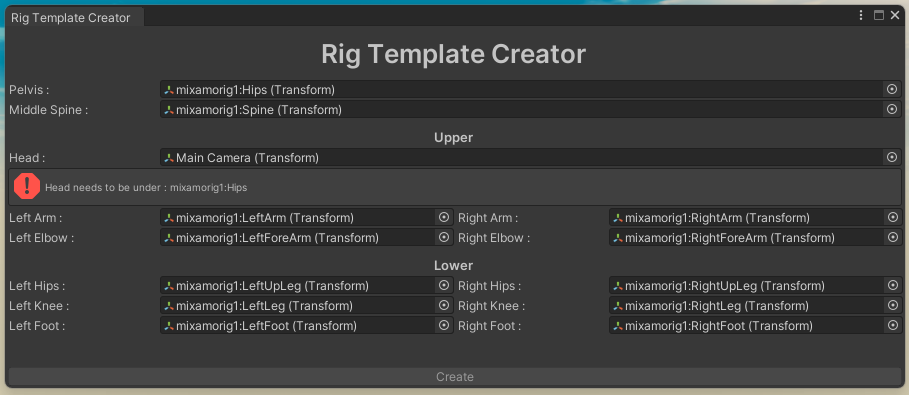 Rig Template Creator
Rig Template Creator
Pelvis : mixamorig1:Hips (Transform)
Middle Spine : mixamorig1:Spine (Transform)
Upper
Head : Main Camera (Transform)
Head needs to be under : mixamorig1:Hips
Left Arm : mixamorig1:LeftArm (Transform) Right Arm : mixamorig1:RightArm (Transform)
Left Elbow : mixamorig1:LeftForeArm (Transform) Right Elbow : mixamorig1:RightForeArm (Transform)
Lower
Left Hips : mixamorig1:LeftUpLeg (Transform) Right Hips : mixamorig1:RightUpLeg (Transform)
Left Knee : mixamorig1:LeftLeg (Transform) Right Knee : mixamorig1:RightLeg (Transform)
Left Foot : mixamorig1:LeftFoot (Transform) Right Foot : mixamorig1:RightFoot (Transform)
Create